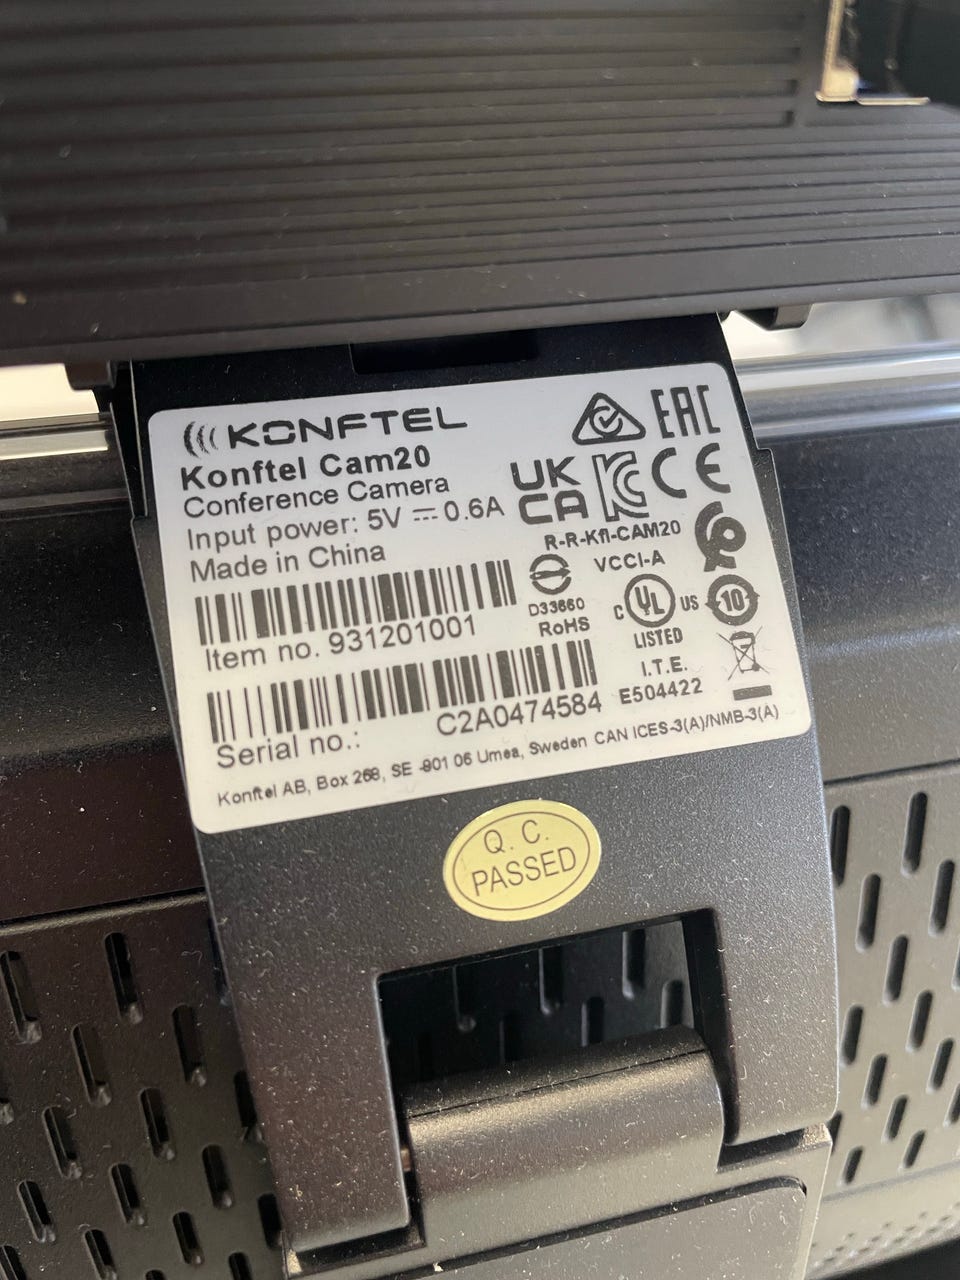 KONFTEL
Konftel Cam20
Conference Camera
Input power: 5V ⎓ 0.6A
Made in China
Item no. 931201001
Serial no.: C2A0474584
Konftel AB, Box 268, SE -901 06 Umea, Sweden CAN ICES-3(A)/NMB-3(A)
EAC
UK
CA
CE
R-R-Kfl-CAM20
VCCI-A
D33660
RoHS
C UL US
LISTED
I.T.E.
E504422
10
Q. C.
PASSED